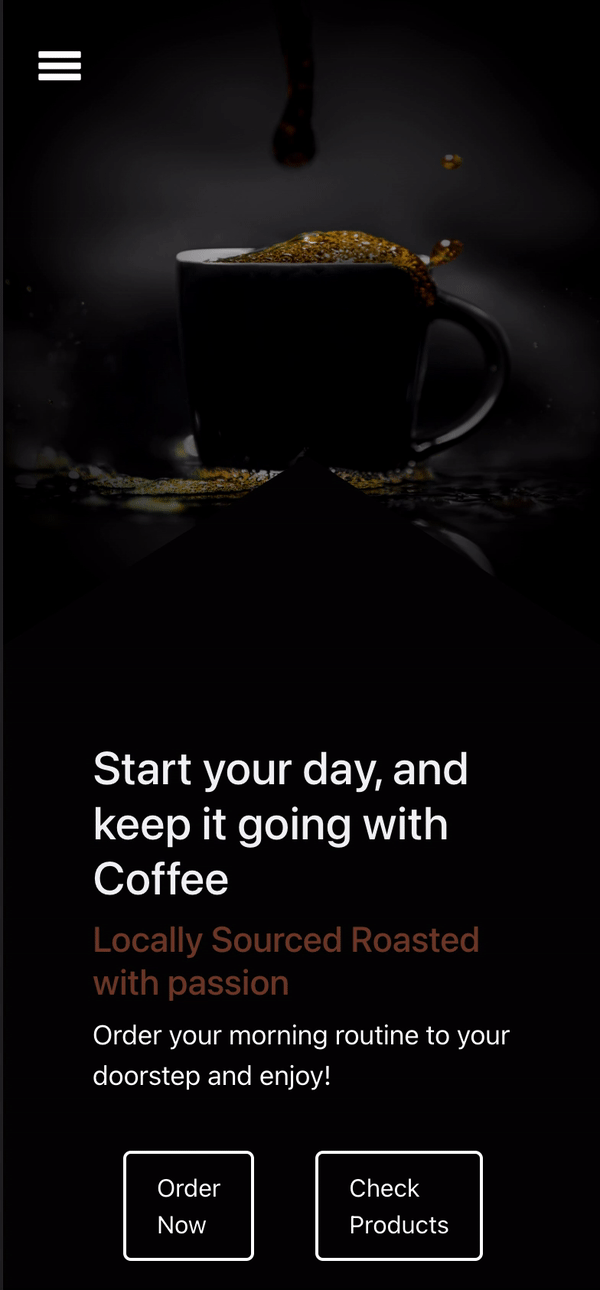 Start your day, and
keep it going with
Coffee
Locally Sourced Roasted
with passion
Order your morning routine to your
doorstep and enjoy!
Order
Now
Check
Products